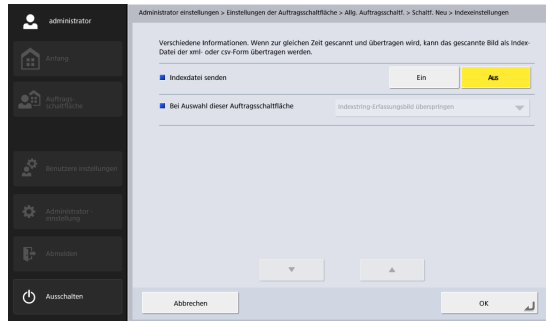 administrator
Administrator einstellungen > Einstellungen der Auftragsschaltfläche > Allg. Auftragsschaltf. > Schaltf. Neu > Indexeinstellungen
Verschiedene Informationen. Wenn zur gleichen Zeit gescannt und übertragen wird, kann das gescannte Bild als Index-
Datei der xml- oder csv-Form übertragen werden.
Anfang
Indexdatei senden
Ein
Aus
Auftrags
schaltfläche
Bei Auswahl dieser Auftragsschaltfläche
Indexstring-Erfassungsbild überspringen
Benutzere instellungen
Administrator -
einstellung
Abmelden
Ausschalten
Abbrechen
OK